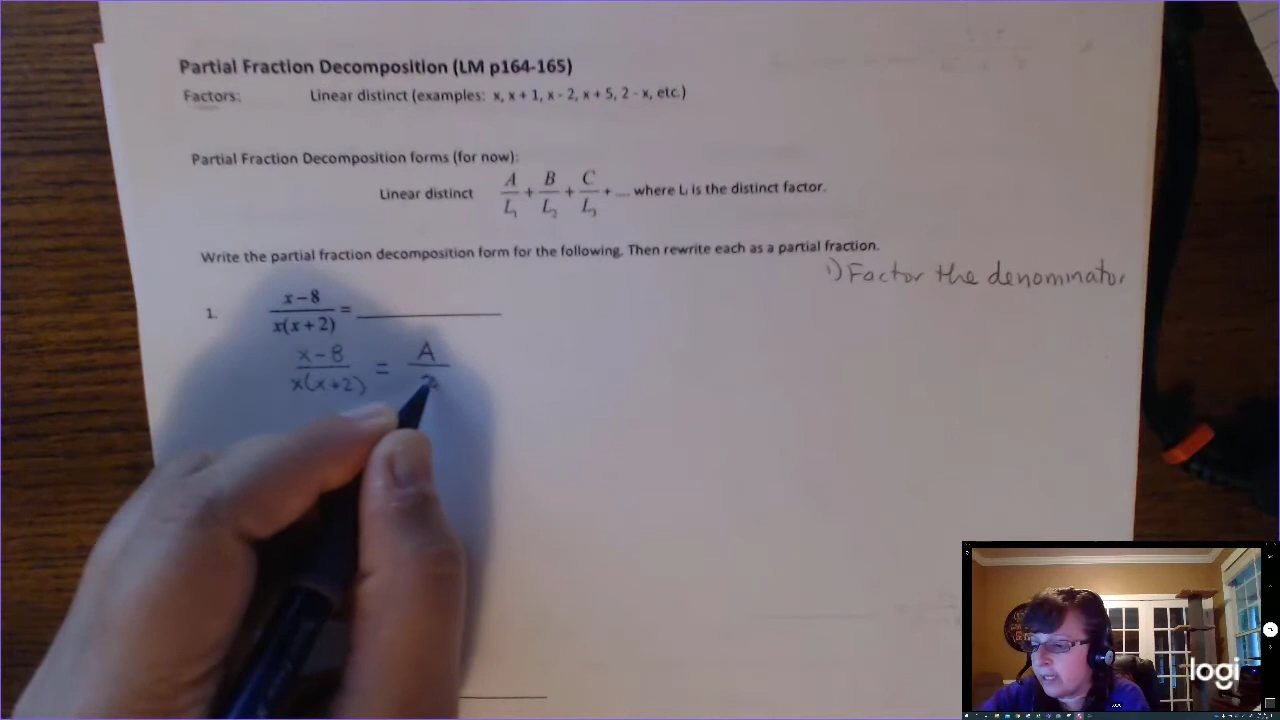 Partial Fraction Decomposition (LM p164-165)
Factors: Linear distinct (examples: x, x + 1, x - 2, x + 5, 2 - x, etc.)
Partial Fraction Decomposition forms (for now):
Linear distinct A/L₁ + B/L₂ + C/L₃ + .... where Lᵢ is the distinct factor.
Write the partial fraction decomposition form for the following. Then rewrite each as a partial fraction.
1) Factor the denominator
1. x−8 / x(x+2) = ________
x−8 / x(x+2) = A / x
logi